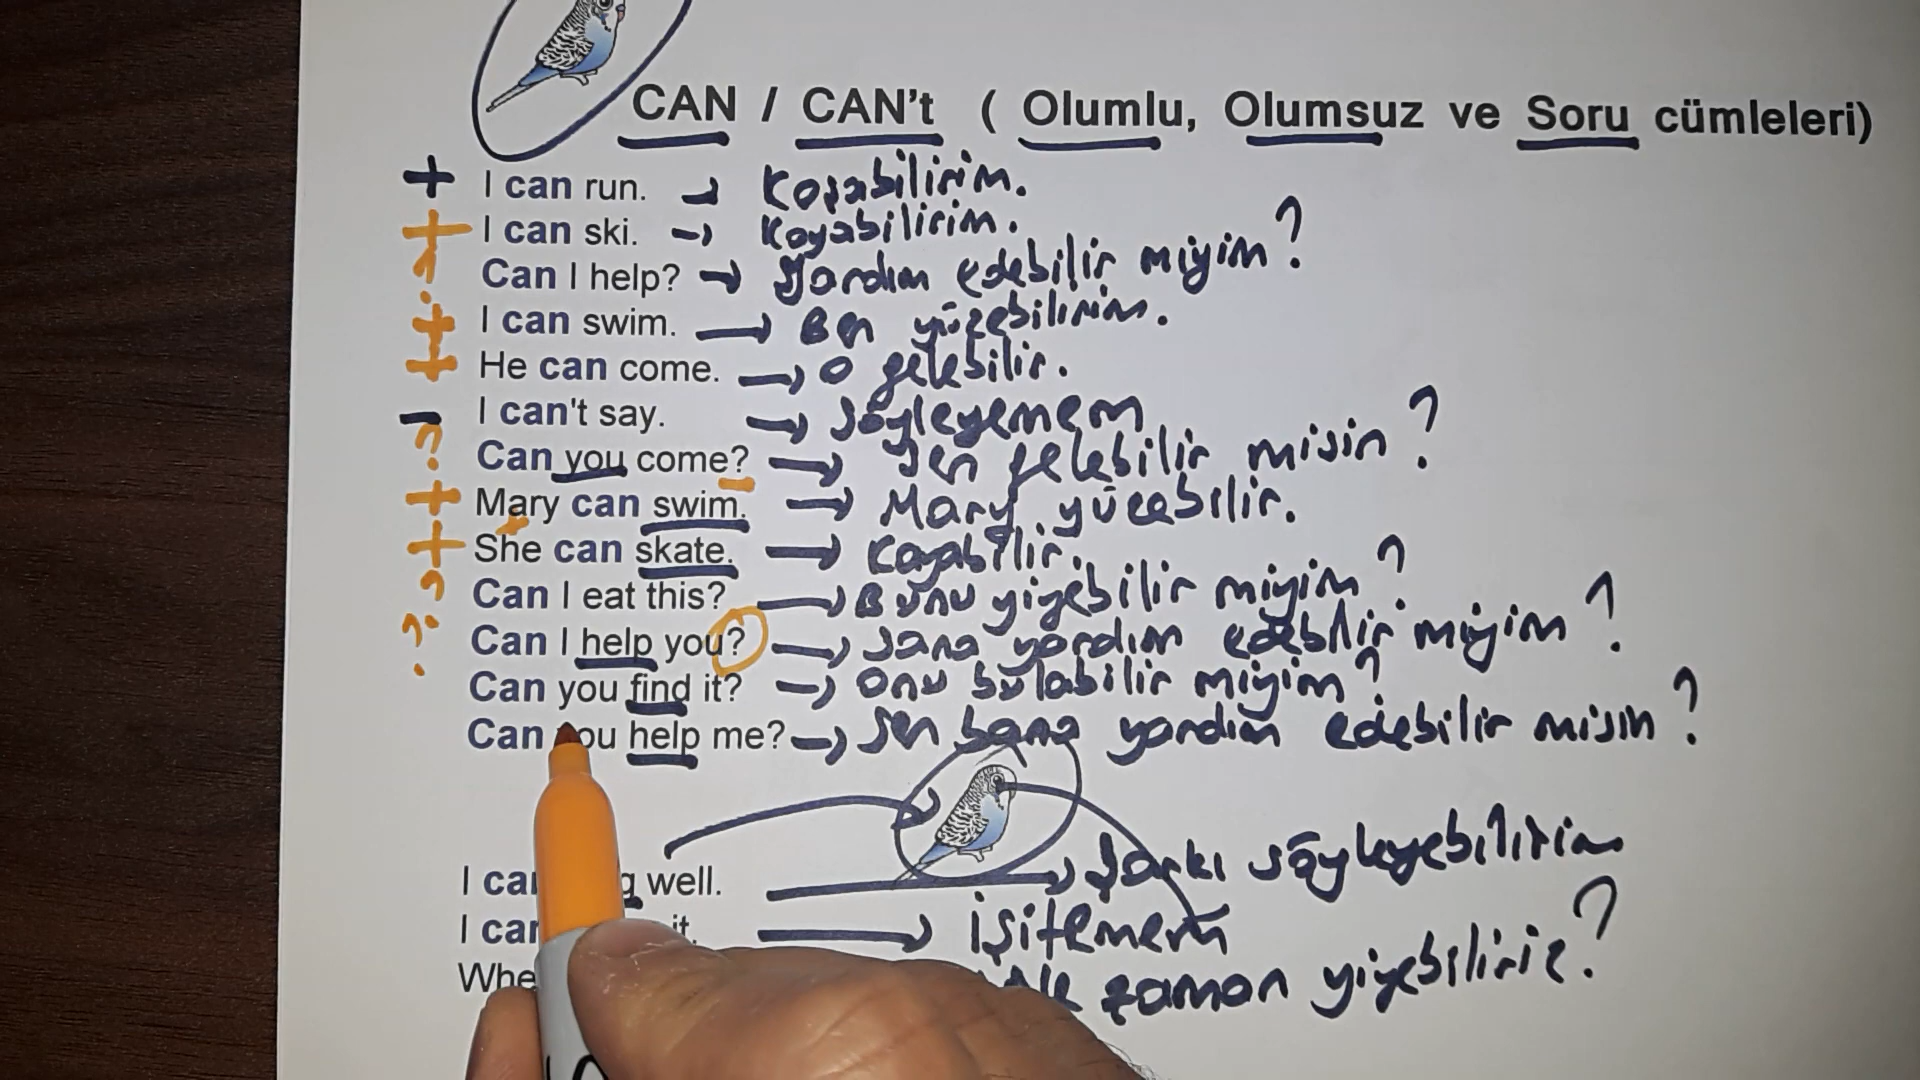 CAN / CAN't ( Olumlu, Olumsuz ve Soru cümleleri)
+ I can run. → Koşabilirim.
+ I can ski. → Kayabilirim.
? Can I help? → Yardım edebilir miyim?
+ I can swim. → Ben yüzebilirim.
+ He can come. → O gelebilir.
- I can't say. → Söyleyemem
? Can you come? → Sen gelebilir misin?
+ Mary can swim. → Mary yüzebilir.
+ She can skate. → Kayabilir.
? Can I eat this? → Bunu yiyebilir miyim?
? Can I help you? → Sana yardım edebilir miyim?
Can you find it? → Onu bulabilir miyim?
Can you help me? → Sen bana yardım edebilir misin?
I well. → Şarkı söyleyebilirim
I it. → işitemem
zaman yiyebiliriz?